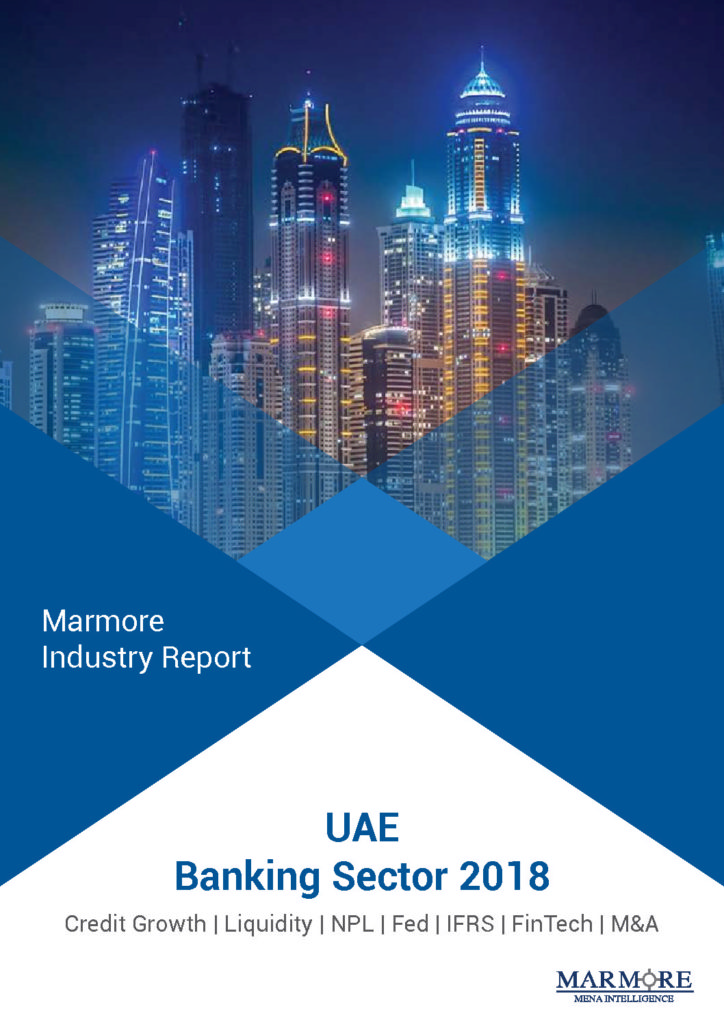 Marmore
Industry Report
UAE
Banking Sector 2018
Credit Growth | Liquidity | NPL | Fed | IFRS | FinTech | M&A
MARMORE
MENA INTELLIGENCE